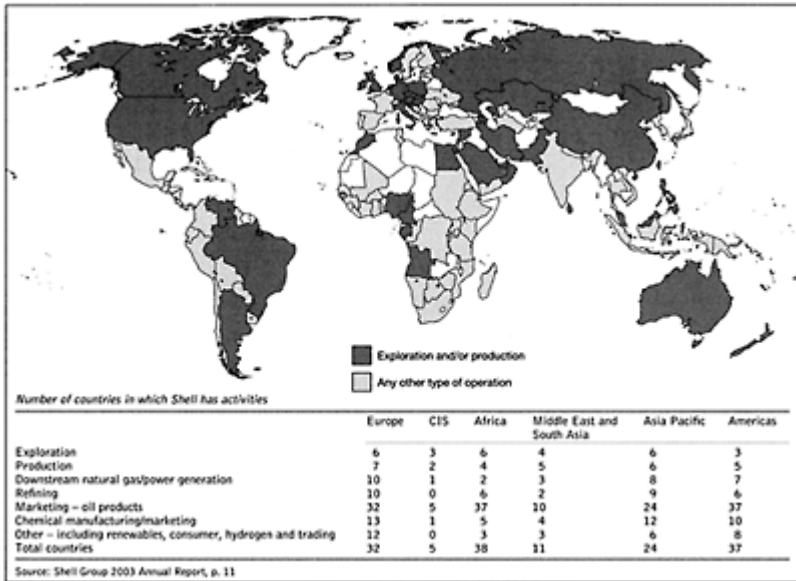 Exploration and/or production
Any other type of operation
Number of countries in which Shell has activities
Europe CIS Africa Middle East and South Asia Asia Pacific Americas
Exploration 6 3 6 4 6 3
Production 7 2 4 5 6 5
Downstream natural gas/power generation 10 1 2 3 8 7
Refining 10 0 6 2 9 6
Marketing – oil products 32 5 37 10 24 37
Chemical manufacturing/marketing 13 1 5 4 12 10
Other – including renewables, consumer, hydrogen and trading 12 0 3 3 6 8
Total countries 32 5 38 11 24 37
Source: Shell Group 2003 Annual Report, p. 11